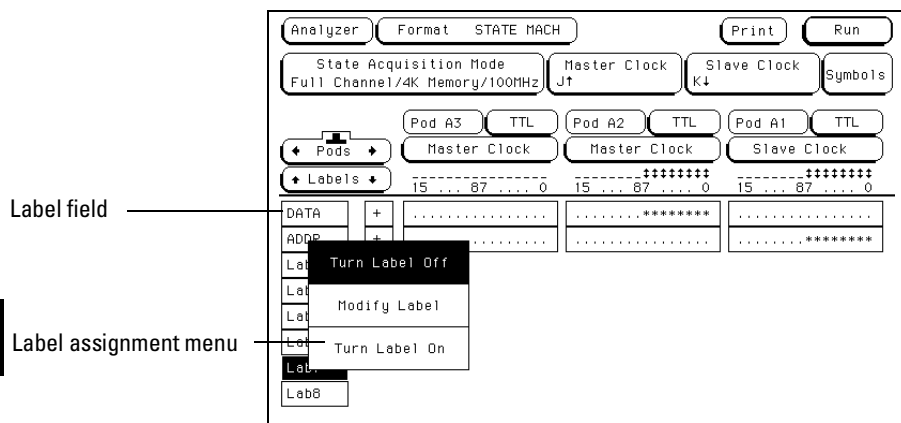 Analyzer Format STATE MACH Print Run
State Acquisition Mode
Full Channel/4K Memory/100MHz
Master Clock
J↑
Slave Clock
K↓
Symbols
Pod A3 TTL Pod A2 TTL Pod A1 TTL
← Pods → Master Clock Master Clock Slave Clock
↑ Labels ↓
15 ... 87 .... 0 15 ... 87 .... 0 15 ... 87 .... 0
Label field
DATA + ................ ........******** ................
ADDR + ................ ........********
Turn Label Off
Modify Label
Label assignment menu
Turn Label On
Lab8